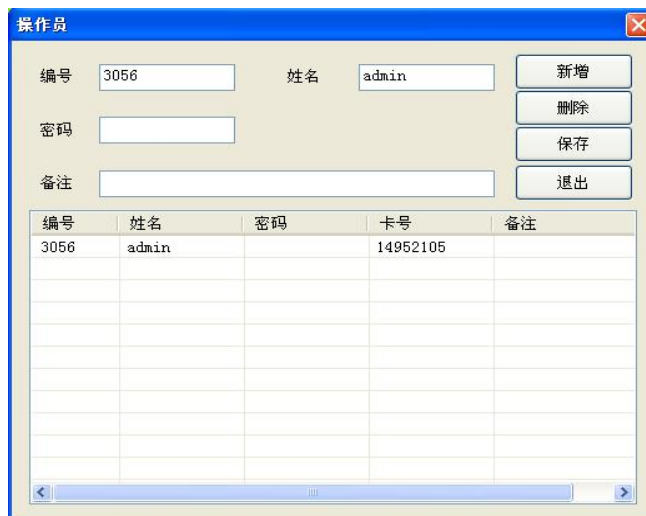 操作员
编号 3056 姓名 admin 新增
删除
密码
保存
备注 退出
编号 姓名 密码 卡号 备注
3056 admin 14952105